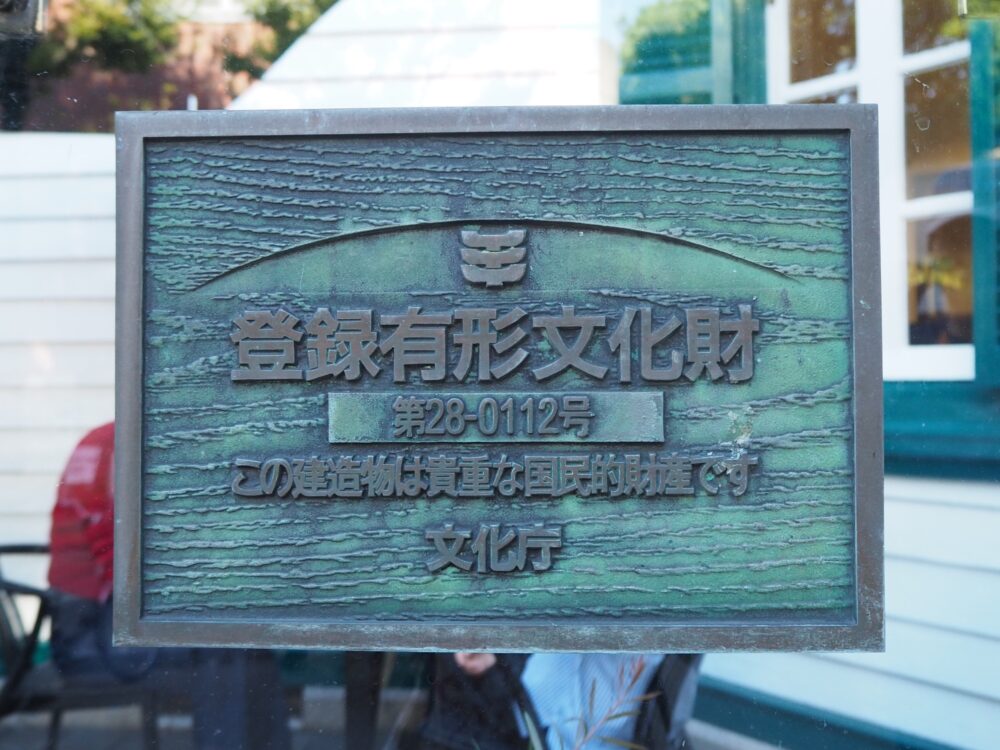 登録有形文化財
第28-0112号
この建造物は貴重な国民的財産です
文化庁